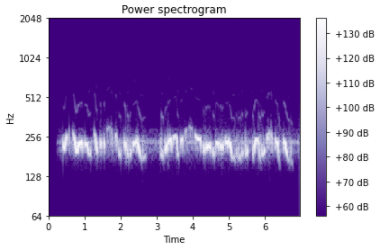 Power spectrogram
2048
1024
512
256
128
64
Hz
0 1 2 3 4 5 6
Time
+130 dB
+120 dB
+110 dB
+100 dB
+90 dB
+80 dB
+70 dB
+60 dB